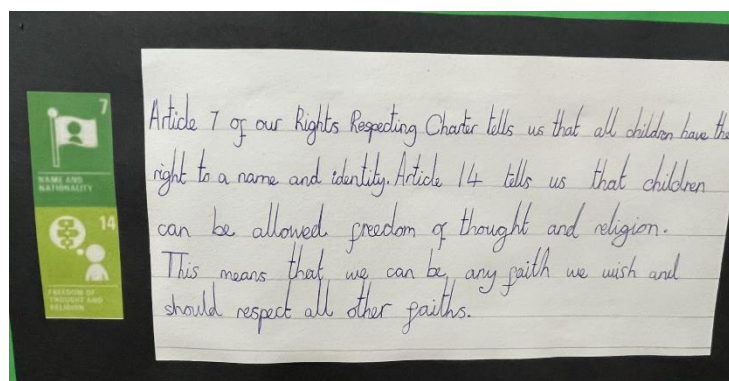 7
NAME AND
NATIONALITY
14
FREEDOM OF
THOUGHT AND
RELIGION
Article 7 of our Rights Respecting Charter tells us that all children have the
right to a name and identity. Article 14 tells us that children
can be allowed freedom of thought and religion.
This means that we can be any faith we wish and
should respect all other faiths.